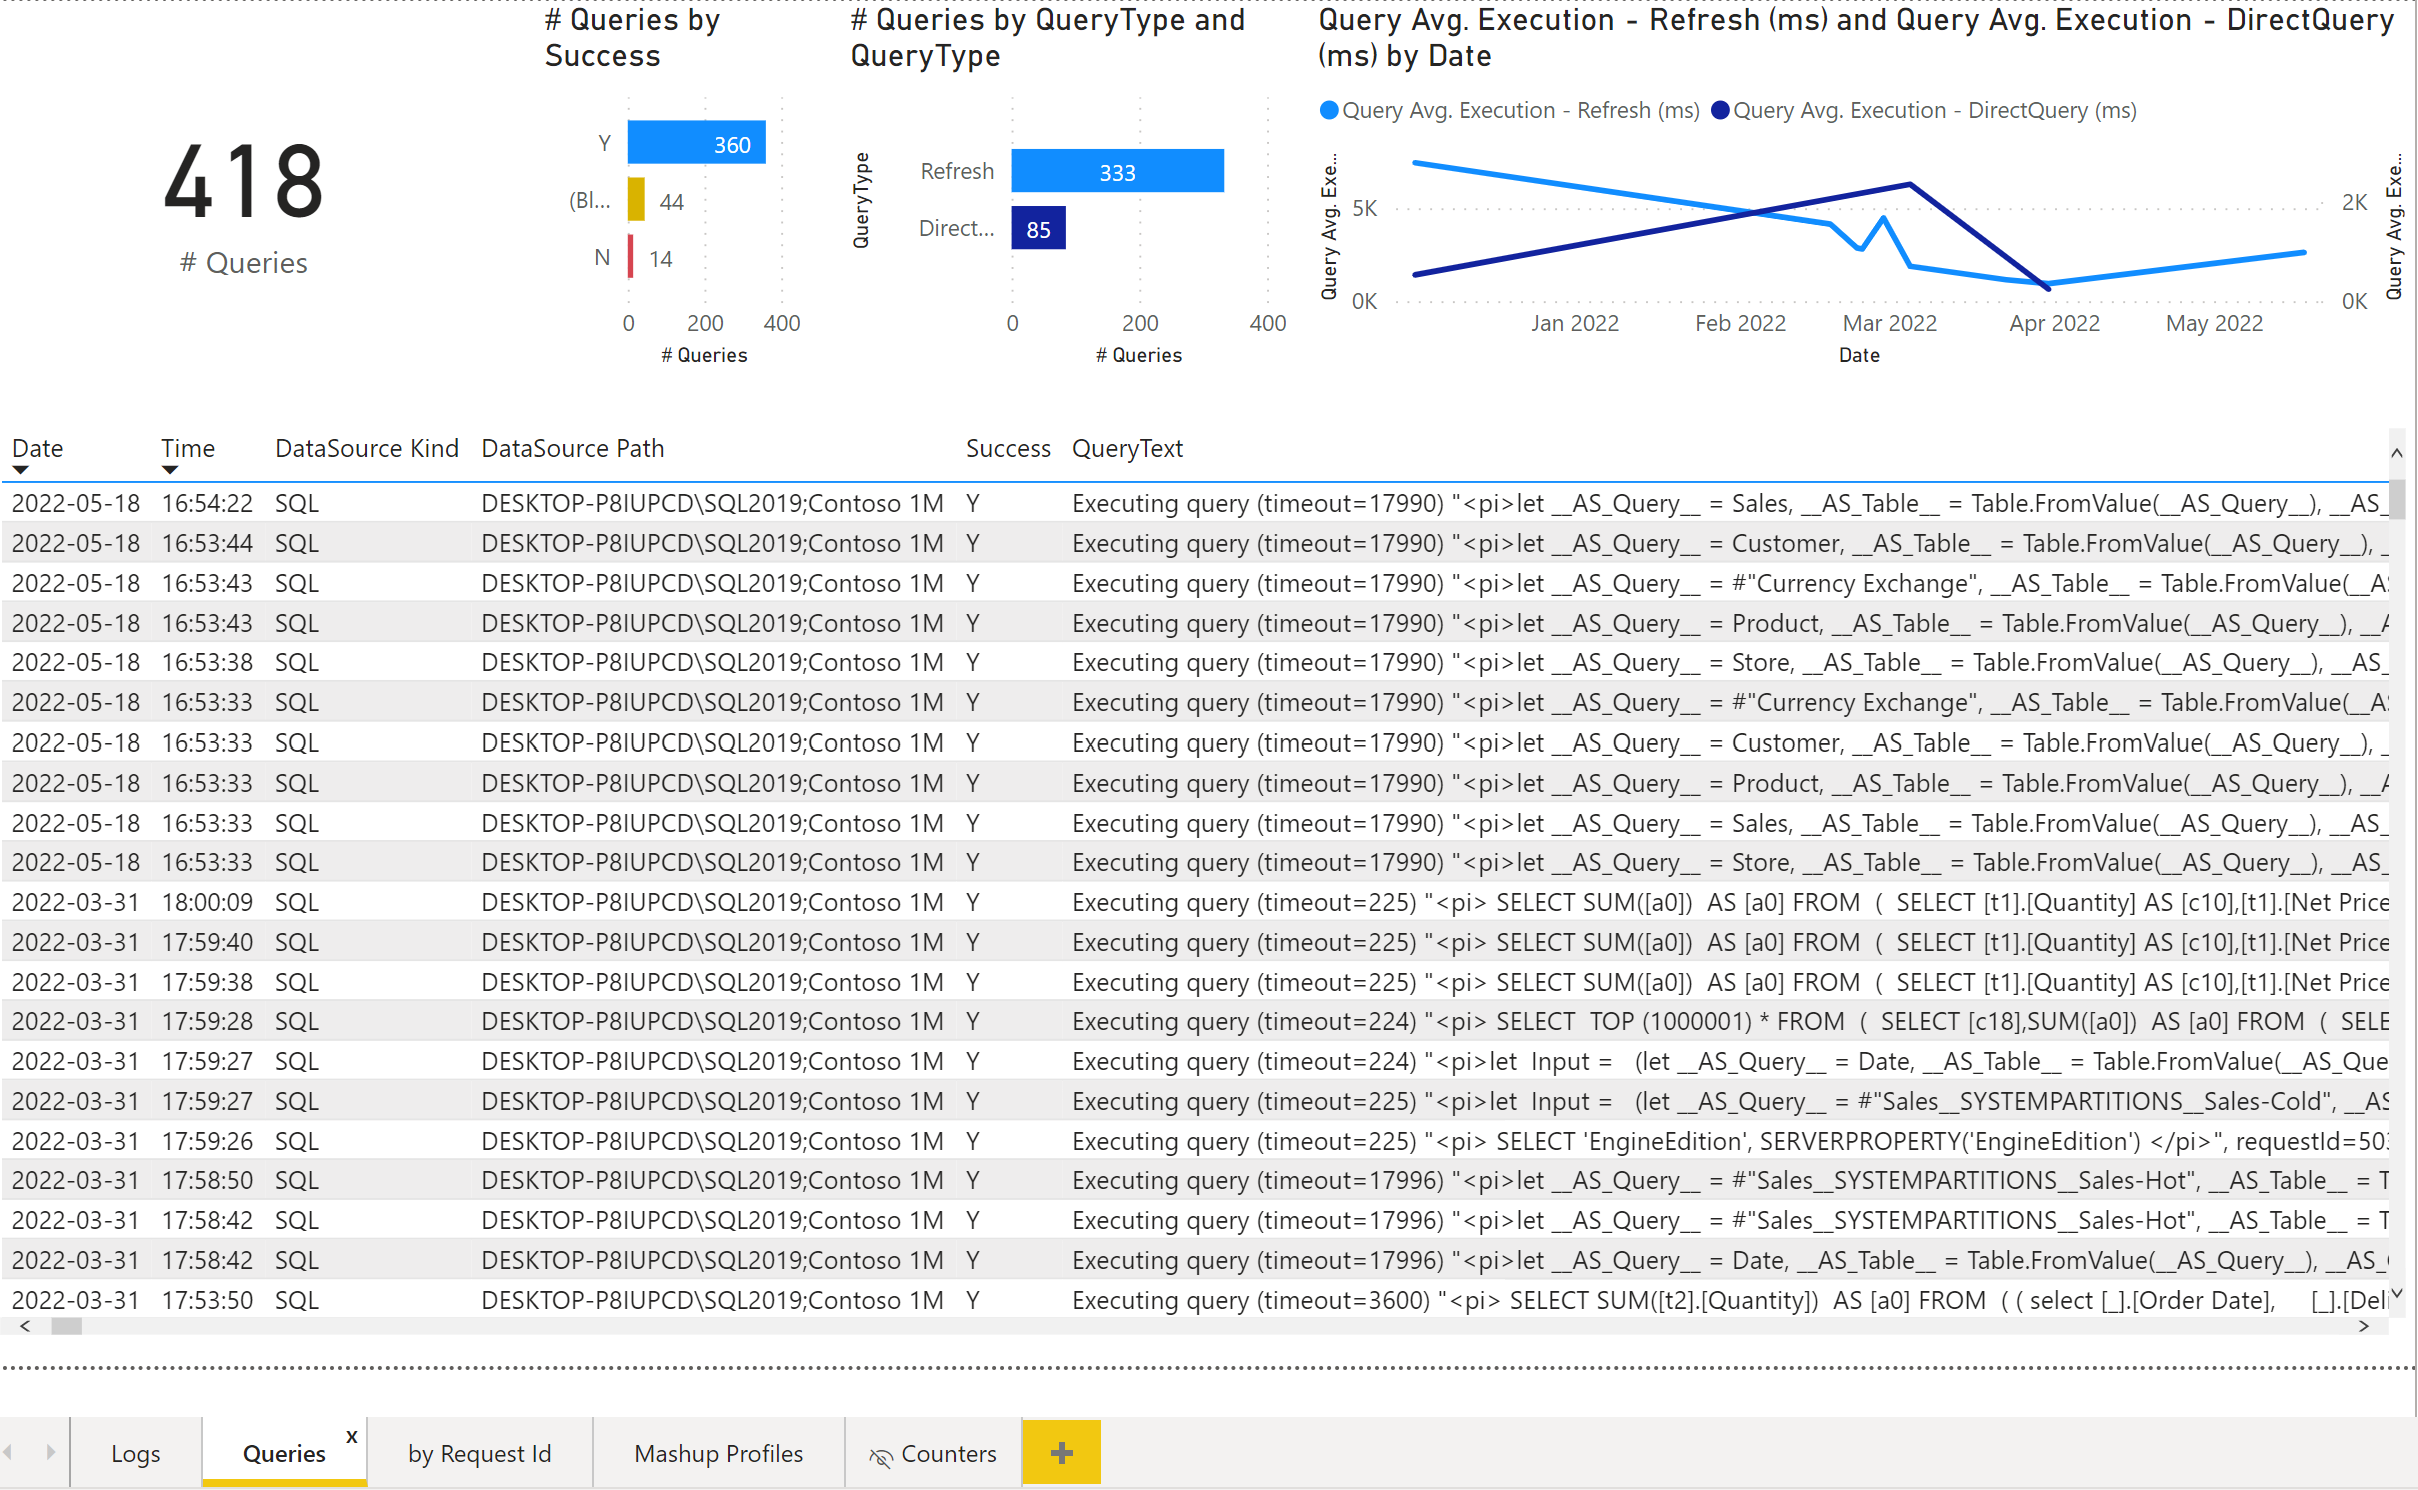 # Queries by
Success
# Queries by QueryType and
QueryType
Query Avg. Execution - Refresh (ms) and Query Avg. Execution - DirectQuery
(ms) by Date
Query Avg. Execution - Refresh (ms) Query Avg. Execution - DirectQuery (ms)
418
# Queries
Y 360
(Bl... 44
N 14
0 200 400
# Queries
QueryType
Refresh 333
Direct... 85
0 200 400
# Queries
Query Avg. Exe...
5K
0K
2K
0K
Query Avg. Exe...
Jan 2022 Feb 2022 Mar 2022 Apr 2022 May 2022
Date
Date Time DataSource Kind DataSource Path Success QueryText
2022-05-18 16:54:22 SQL DESKTOP-P8IUPCD\SQL2019;Contoso 1M Y Executing query (timeout=17990) "<pi>let __AS_Query__ = Sales, __AS_Table__ = Table.FromValue(__AS_Query__), __AS_
2022-05-18 16:53:44 SQL DESKTOP-P8IUPCD\SQL2019;Contoso 1M Y Executing query (timeout=17990) "<pi>let __AS_Query__ = Customer, __AS_Table__ = Table.FromValue(__AS_Query__), _
2022-05-18 16:53:43 SQL DESKTOP-P8IUPCD\SQL2019;Contoso 1M Y Executing query (timeout=17990) "<pi>let __AS_Query__ = #"Currency Exchange", __AS_Table__ = Table.FromValue(__AS
2022-05-18 16:53:43 SQL DESKTOP-P8IUPCD\SQL2019;Contoso 1M Y Executing query (timeout=17990) "<pi>let __AS_Query__ = Product, __AS_Table__ = Table.FromValue(__AS_Query__), __A
2022-05-18 16:53:38 SQL DESKTOP-P8IUPCD\SQL2019;Contoso 1M Y Executing query (timeout=17990) "<pi>let __AS_Query__ = Store, __AS_Table__ = Table.FromValue(__AS_Query__), __AS_
2022-05-18 16:53:33 SQL DESKTOP-P8IUPCD\SQL2019;Contoso 1M Y Executing query (timeout=17990) "<pi>let __AS_Query__ = #"Currency Exchange", __AS_Table__ = Table.FromValue(__AS
2022-05-18 16:53:33 SQL DESKTOP-P8IUPCD\SQL2019;Contoso 1M Y Executing query (timeout=17990) "<pi>let __AS_Query__ = Customer, __AS_Table__ = Table.FromValue(__AS_Query__), _
2022-05-18 16:53:33 SQL DESKTOP-P8IUPCD\SQL2019;Contoso 1M Y Executing query (timeout=17990) "<pi>let __AS_Query__ = Product, __AS_Table__ = Table.FromValue(__AS_Query__), __A
2022-05-18 16:53:33 SQL DESKTOP-P8IUPCD\SQL2019;Contoso 1M Y Executing query (timeout=17990) "<pi>let __AS_Query__ = Sales, __AS_Table__ = Table.FromValue(__AS_Query__), __AS_
2022-05-18 16:53:33 SQL DESKTOP-P8IUPCD\SQL2019;Contoso 1M Y Executing query (timeout=17990) "<pi>let __AS_Query__ = Store, __AS_Table__ = Table.FromValue(__AS_Query__), __AS_
2022-03-31 18:00:09 SQL DESKTOP-P8IUPCD\SQL2019;Contoso 1M Y Executing query (timeout=225) "<pi> SELECT SUM([a0]) AS [a0] FROM ( SELECT [t1].[Quantity] AS [c10],[t1].[Net Price
2022-03-31 17:59:40 SQL DESKTOP-P8IUPCD\SQL2019;Contoso 1M Y Executing query (timeout=225) "<pi> SELECT SUM([a0]) AS [a0] FROM ( SELECT [t1].[Quantity] AS [c10],[t1].[Net Price
2022-03-31 17:59:38 SQL DESKTOP-P8IUPCD\SQL2019;Contoso 1M Y Executing query (timeout=225) "<pi> SELECT SUM([a0]) AS [a0] FROM ( SELECT [t1].[Quantity] AS [c10],[t1].[Net Price
2022-03-31 17:59:28 SQL DESKTOP-P8IUPCD\SQL2019;Contoso 1M Y Executing query (timeout=224) "<pi> SELECT TOP (1000001) * FROM ( SELECT [c18],SUM([a0]) AS [a0] FROM ( SELE
2022-03-31 17:59:27 SQL DESKTOP-P8IUPCD\SQL2019;Contoso 1M Y Executing query (timeout=224) "<pi>let Input = (let __AS_Query__ = Date, __AS_Table__ = Table.FromValue(__AS_Que
2022-03-31 17:59:27 SQL DESKTOP-P8IUPCD\SQL2019;Contoso 1M Y Executing query (timeout=225) "<pi>let Input = (let __AS_Query__ = #"Sales__SYSTEMPARTITIONS__Sales-Cold", __AS
2022-03-31 17:59:26 SQL DESKTOP-P8IUPCD\SQL2019;Contoso 1M Y Executing query (timeout=225) "<pi> SELECT 'EngineEdition', SERVERPROPERTY('EngineEdition') </pi>", requestId=503
2022-03-31 17:58:50 SQL DESKTOP-P8IUPCD\SQL2019;Contoso 1M Y Executing query (timeout=17996) "<pi>let __AS_Query__ = #"Sales__SYSTEMPARTITIONS__Sales-Hot", __AS_Table__ = T
2022-03-31 17:58:42 SQL DESKTOP-P8IUPCD\SQL2019;Contoso 1M Y Executing query (timeout=17996) "<pi>let __AS_Query__ = #"Sales__SYSTEMPARTITIONS__Sales-Hot", __AS_Table__ = T
2022-03-31 17:58:42 SQL DESKTOP-P8IUPCD\SQL2019;Contoso 1M Y Executing query (timeout=17996) "<pi>let __AS_Query__ = Date, __AS_Table__ = Table.FromValue(__AS_Query__), __AS_
2022-03-31 17:53:50 SQL DESKTOP-P8IUPCD\SQL2019;Contoso 1M Y Executing query (timeout=3600) "<pi> SELECT SUM([t2].[Quantity]) AS [a0] FROM ( ( select [_].[Order Date], [_].[Deli
Logs Queries x by Request Id Mashup Profiles Counters +